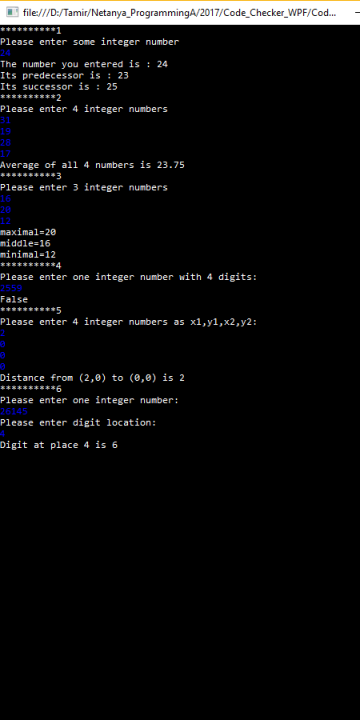 file:///D:/Tamir/Netanya_ProgrammingA/2017/Code_Checker_WPF/Cod...
**********1
Please enter some integer number
24
The number you entered is : 24
Its predecessor is : 23
Its successor is : 25
**********2
Please enter 4 integer numbers
31
19
28
17
Average of all 4 numbers is 23.75
**********3
Please enter 3 integer numbers
16
20
12
maximal=20
middle=16
minimal=12
**********4
Please enter one integer number with 4 digits:
2559
False
**********5
Please enter 4 integer numbers as x1,y1,x2,y2:
2
0
0
0
Distance from (2,0) to (0,0) is 2
**********6
Please enter one integer number:
26145
Please enter digit location:
4
Digit at place 4 is 6